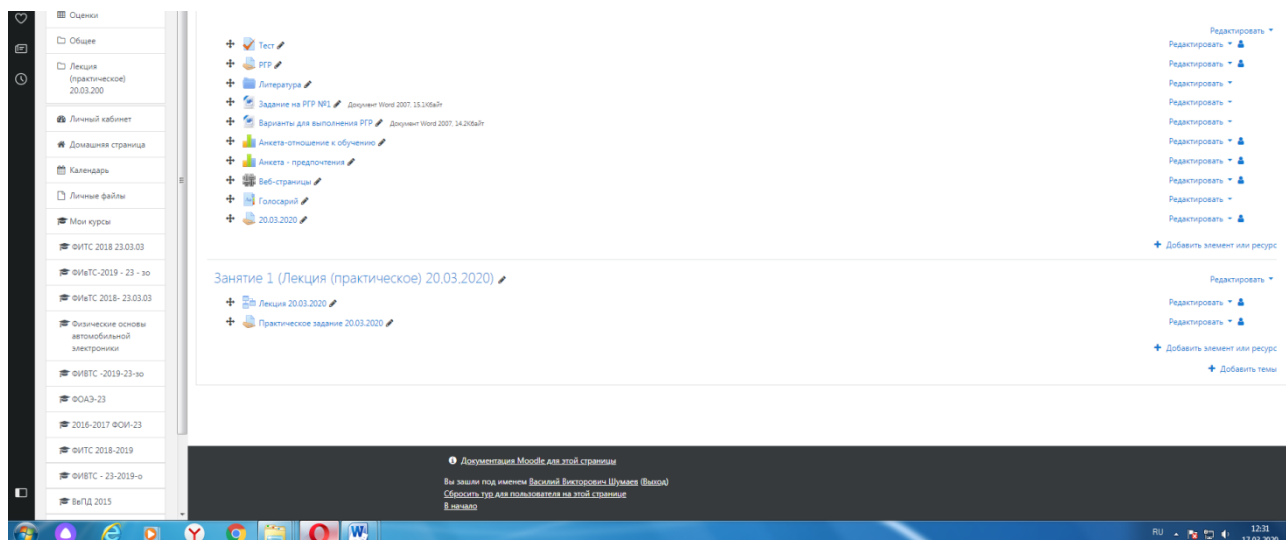 Оценки
Общее
Лекция
(практическое)
20.03.200
Личный кабинет
Домашняя страница
Календарь
Личные файлы
Мои курсы
ФИТС 2018 23.03.03
ФИвТС-2019 - 23 - зо
ФИвТС 2018- 23.03.03
Физические основы
автомобильной
электроники
ФИВТС -2019-23-зо
ФОАЭ-23
2016-2017 ФОИ-23
ФИТС 2018-2019
ФИВТС - 23-2019-о
ВвПД 2015
Редактировать
Тест Редактировать
РГР Редактировать
Литература Редактировать
Задание на РГР №1 Документ Word 2007, 15.1Кбайт Редактировать
Варианты для выполнения РГР Документ Word 2007, 14.2Кбайт Редактировать
Анкета-отношение к обучению Редактировать
Анкета - предпочтения Редактировать
Веб-страницы Редактировать
Голосарий Редактировать
20.03.2020 Редактировать
Добавить элемент или ресурс
Занятие 1 (Лекция (практическое) 20.03.2020) Редактировать
Лекция 20.03.2020 Редактировать
Практическое задание 20.03.2020 Редактировать
Добавить элемент или ресурс
Добавить темы
Документация Moodle для этой страницы
Вы зашли под именем Василий Викторович Шумаев (Выход)
Сбросить тур для пользователя на этой странице
В начало
RU 12:31
17.03.2020